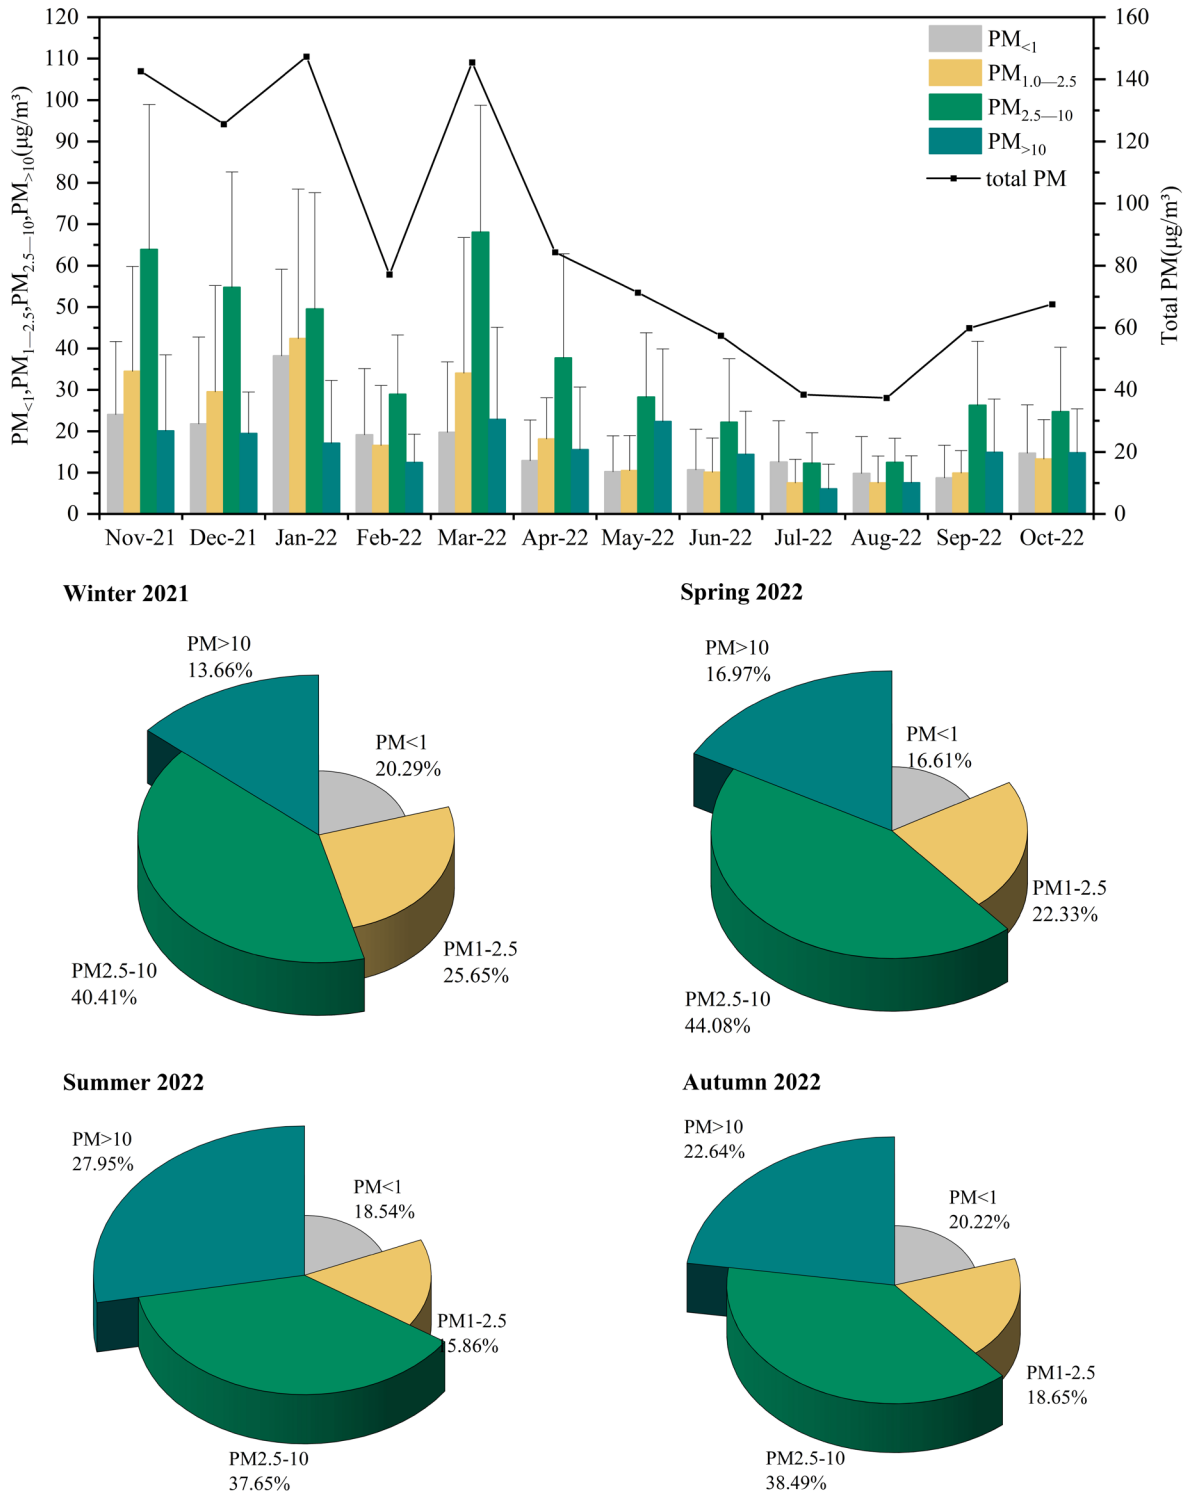 120
110
100
90
80
70
60
50
40
30
20
10
0
PM<1,PM1—2.5,PM2.5—10,PM>10(μg/m³)
160
140
120
100
80
60
40
20
0
Total PM(μg/m³)
PM<1
PM1.0—2.5
PM2.5—10
PM>10
total PM
Nov-21 Dec-21 Jan-22 Feb-22 Mar-22 Apr-22 May-22 Jun-22 Jul-22 Aug-22 Sep-22 Oct-22
Winter 2021
PM>10
13.66%
PM<1
20.29%
PM1-2.5
25.65%
PM2.5-10
40.41%
Spring 2022
PM>10
16.97%
PM<1
16.61%
PM1-2.5
22.33%
PM2.5-10
44.08%
Summer 2022
PM>10
27.95%
PM<1
18.54%
PM1-2.5
15.86%
PM2.5-10
37.65%
Autumn 2022
PM>10
22.64%
PM<1
20.22%
PM1-2.5
18.65%
PM2.5-10
38.49%